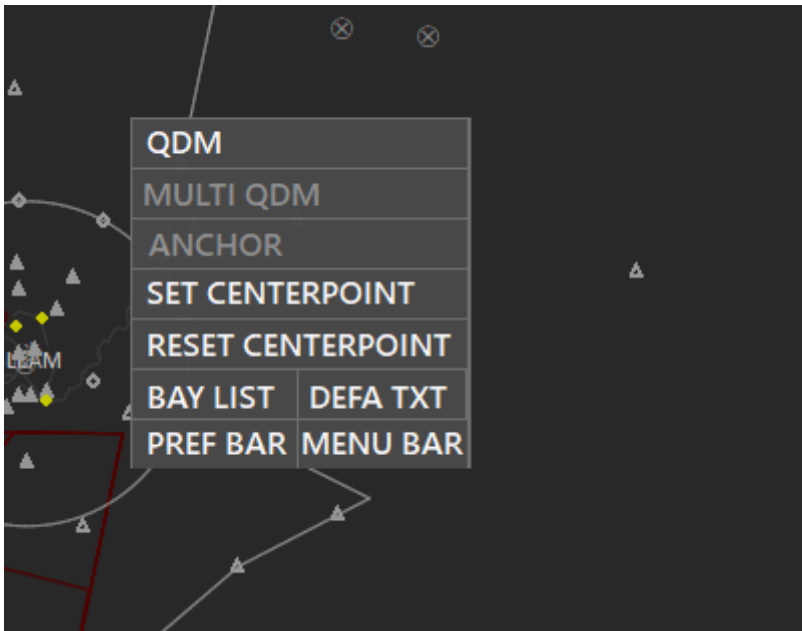 QDM
MULTI QDM
ANCHOR
SET CENTERPOINT
RESET CENTERPOINT
BAY LIST DEFA TXT
PREF BAR MENU BAR